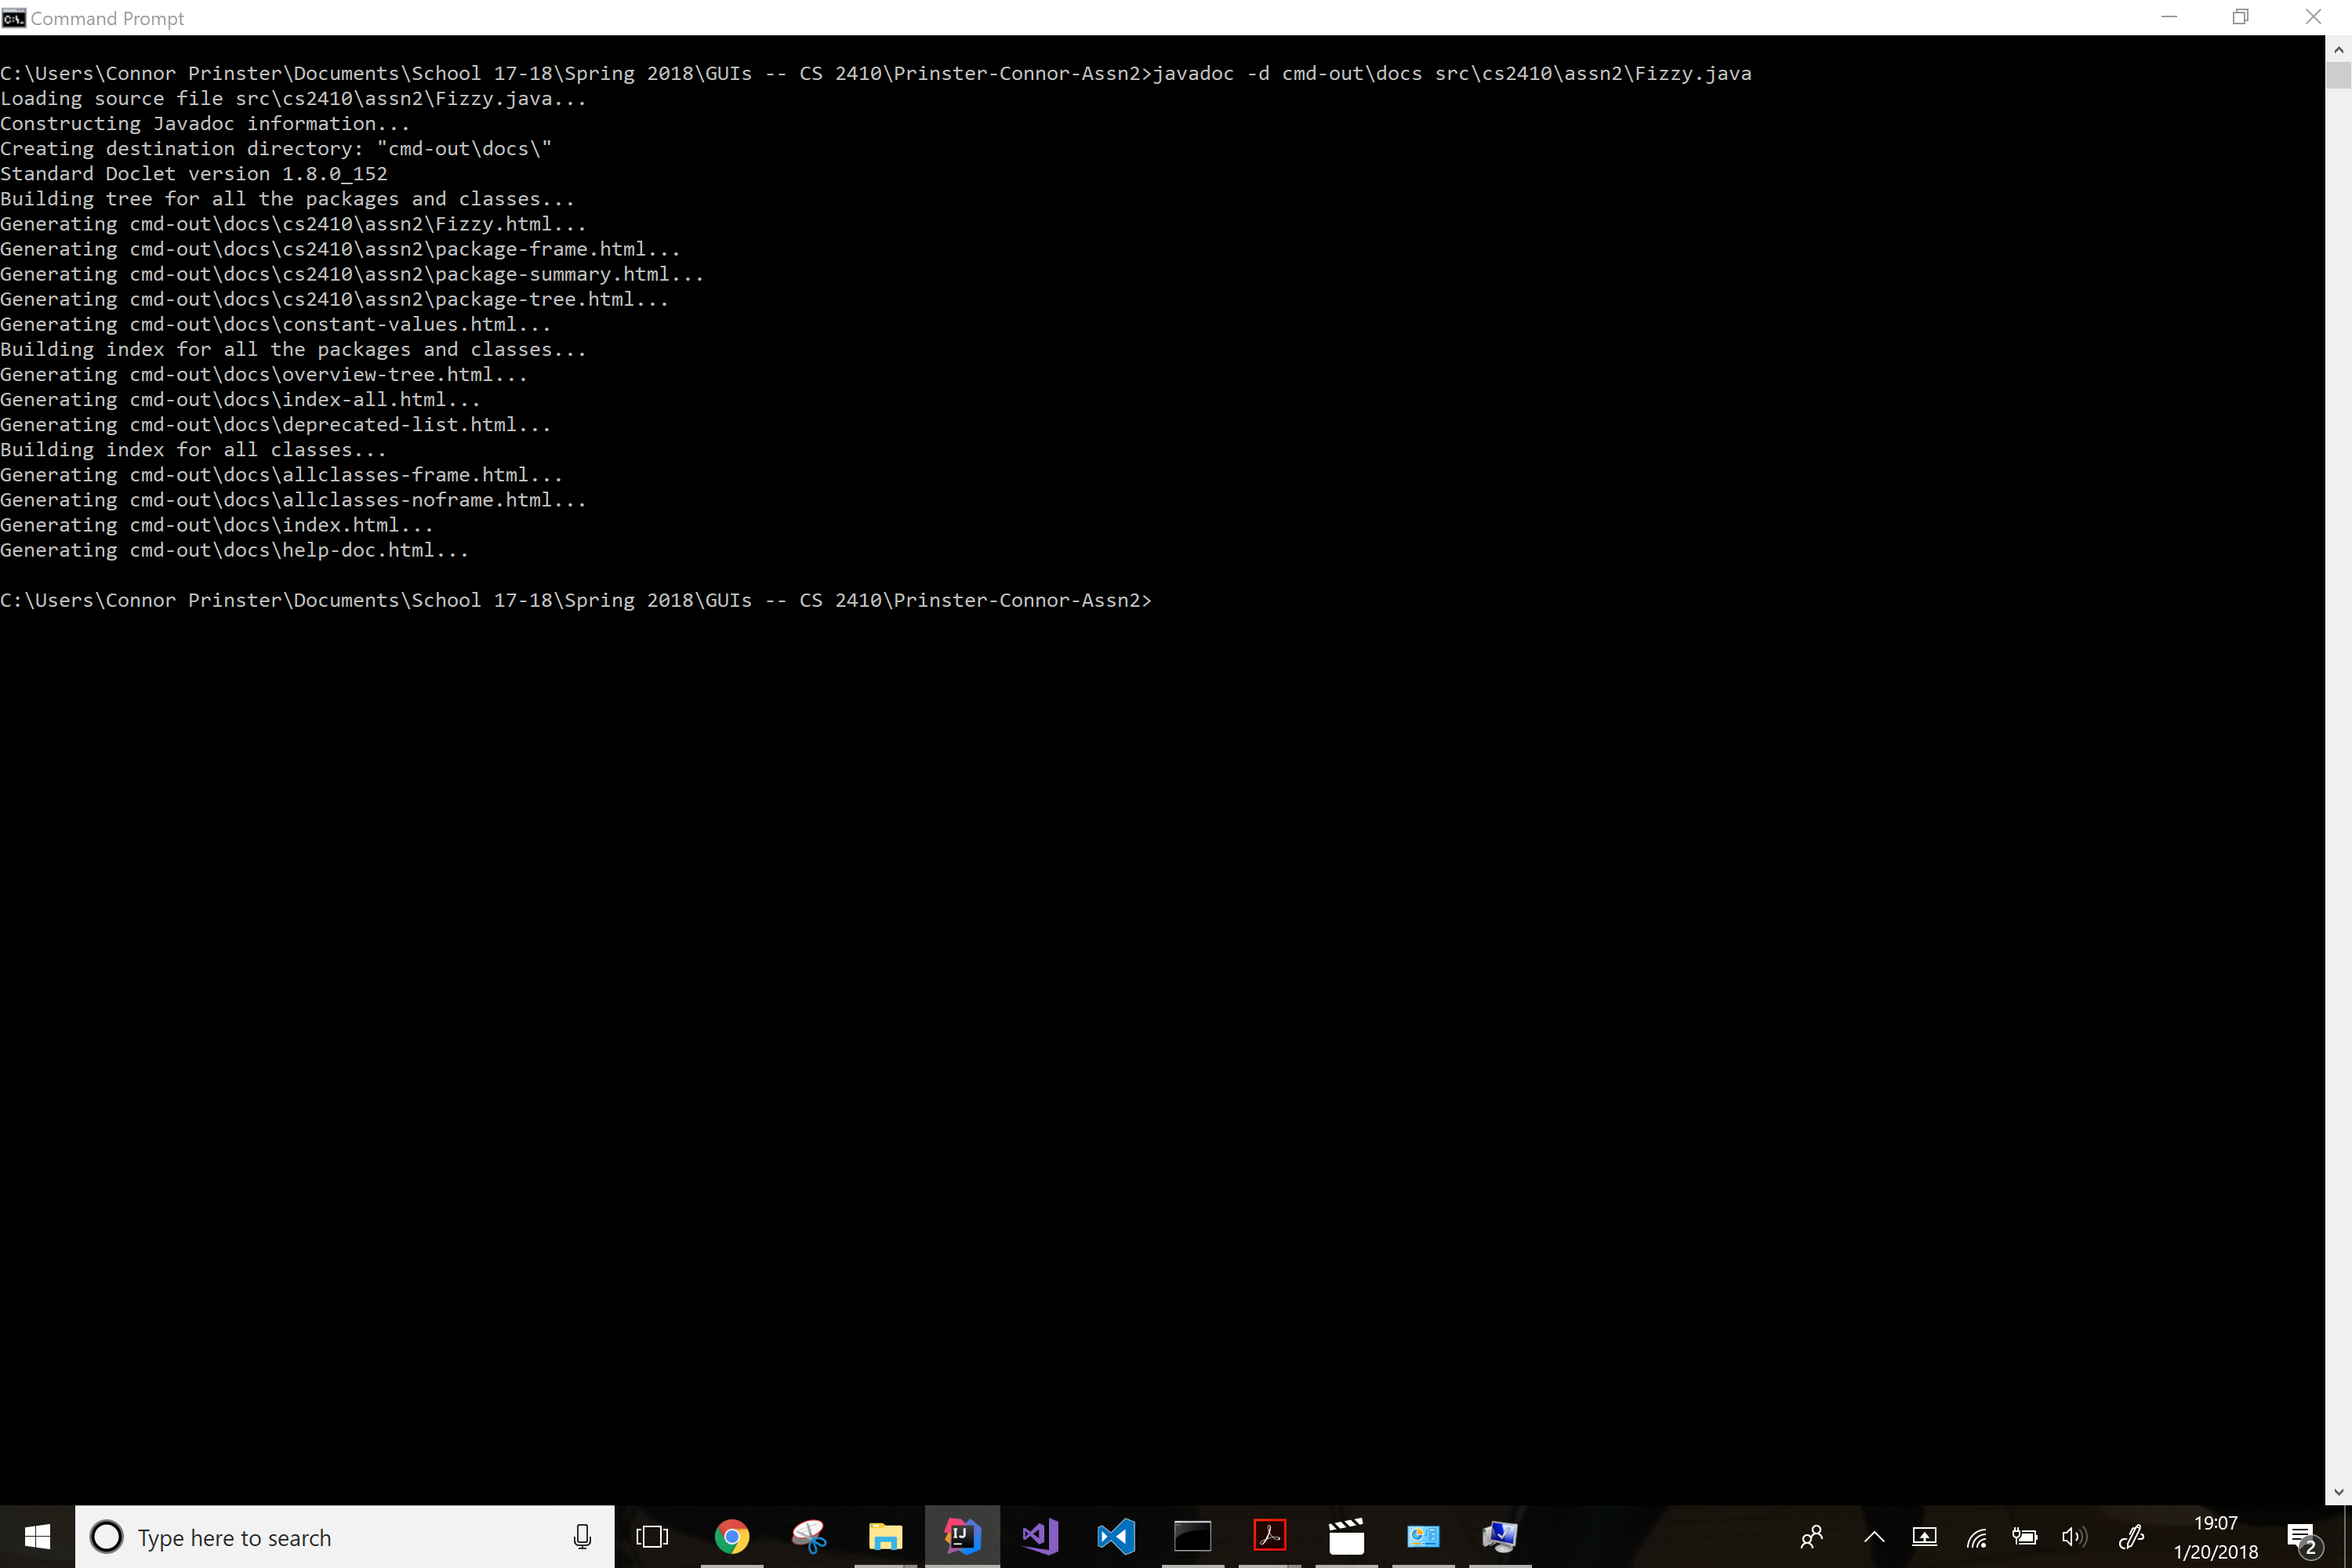 Command Prompt
C:\Users\Connor Prinster\Documents\School 17-18\Spring 2018\GUIs -- CS 2410\Prinster-Connor-Assn2>javadoc -d cmd-out\docs src\cs2410\assn2\Fizzy.java
Loading source file src\cs2410\assn2\Fizzy.java...
Constructing Javadoc information...
Creating destination directory: "cmd-out\docs\"
Standard Doclet version 1.8.0_152
Building tree for all the packages and classes...
Generating cmd-out\docs\cs2410\assn2\Fizzy.html...
Generating cmd-out\docs\cs2410\assn2\package-frame.html...
Generating cmd-out\docs\cs2410\assn2\package-summary.html...
Generating cmd-out\docs\cs2410\assn2\package-tree.html...
Generating cmd-out\docs\constant-values.html...
Building index for all the packages and classes...
Generating cmd-out\docs\overview-tree.html...
Generating cmd-out\docs\index-all.html...
Generating cmd-out\docs\deprecated-list.html...
Building index for all classes...
Generating cmd-out\docs\allclasses-frame.html...
Generating cmd-out\docs\allclasses-noframe.html...
Generating cmd-out\docs\index.html...
Generating cmd-out\docs\help-doc.html...
C:\Users\Connor Prinster\Documents\School 17-18\Spring 2018\GUIs -- CS 2410\Prinster-Connor-Assn2>
Type here to search
IJ
19:07
1/20/2018
2